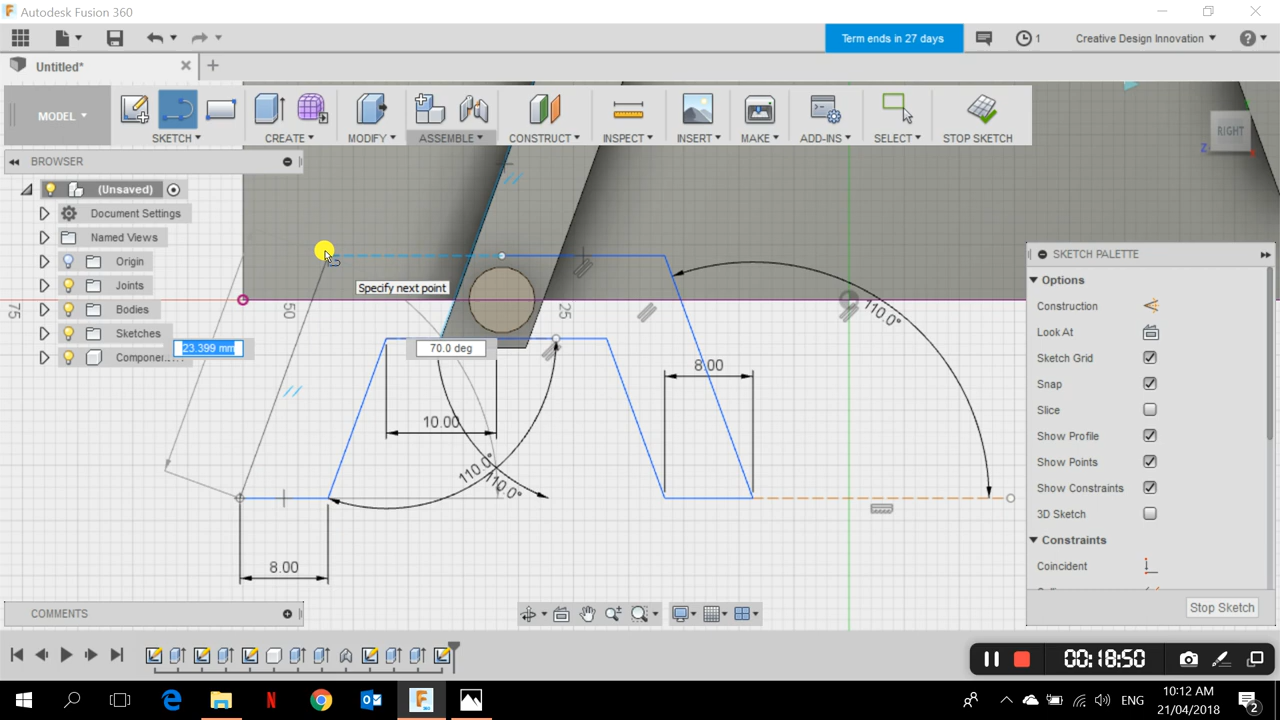 Autodesk Fusion 360
Term ends in 27 days
1
Creative Design Innovation
Untitled*
MODEL
SKETCH
CREATE
MODIFY
ASSEMBLE
CONSTRUCT
INSPECT
INSERT
MAKE
ADD-INS
SELECT
STOP SKETCH
RIGHT
Z
BROWSER
(Unsaved)
Document Settings
Named Views
Origin
Joints
Bodies
Sketches
Component
23.399 mm
Specify next point
70.0 deg
75
50
25
110.0°
8.00
10.00
110.0°
110.0°
8.00
SKETCH PALETTE
Options
Construction
Look At
Sketch Grid
Snap
Slice
Show Profile
Show Points
Show Constraints
3D Sketch
Constraints
Coincident
Stop Sketch
COMMENTS
00:18:50
ENG
10:12 AM
21/04/2018
2